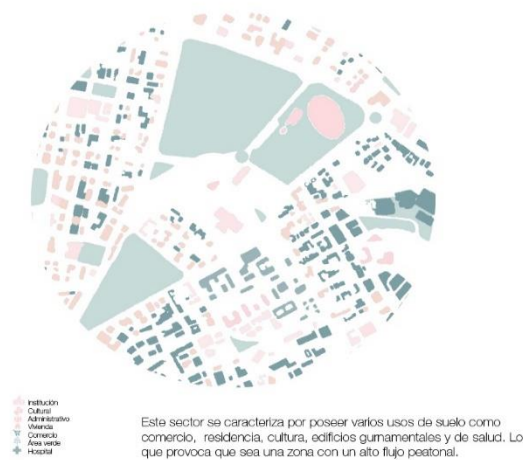 Institución
Cultural
Administrativo
Vivienda
Comercio
Área verde
Hospital
Este sector se caracteriza por poseer varios usos de suelo como
comercio, residencia, cultura, edificios gurnamentales y de salud. Lo
que provoca que sea una zona con un alto flujo peatonal.